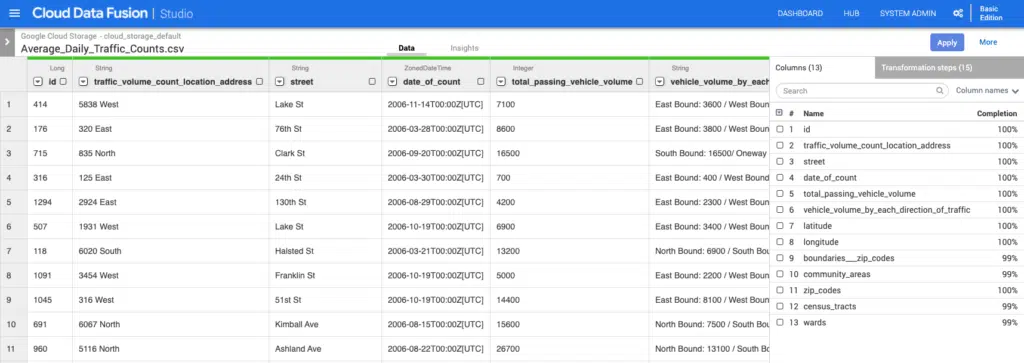 Cloud Data Fusion | Studio
DASHBOARD HUB SYSTEM ADMIN Basic Edition
Google Cloud Storage - cloud_storage_default
Average_Daily_Traffic_Counts.csv
Data Insights
Apply More
Columns (13) Transformation steps (15)
Search Column names
Long String String ZonedDateTime Integer String
id traffic_volume_count_location_address street date_of_count total_passing_vehicle_volume vehicle_volume_by_each
1 414 5838 West Lake St 2006-11-14T00:00Z[UTC] 7100 East Bound: 3600 / West Boun
2 176 320 East 76th St 2006-03-28T00:00Z[UTC] 8600 East Bound: 3800 / West Boun
3 715 835 North Clark St 2006-09-20T00:00Z[UTC] 16500 South Bound: 16500/ Oneway
4 316 125 East 24th St 2006-03-30T00:00Z[UTC] 700 East Bound: 400 / West Bound
5 1294 2924 East 130th St 2006-08-29T00:00Z[UTC] 4200 East Bound: 2300 / West Boun
6 507 1931 West Lake St 2006-10-19T00:00Z[UTC] 6900 East Bound: 3400 / West Boun
7 118 6020 South Halsted St 2006-03-21T00:00Z[UTC] 13200 North Bound: 6900 / South Bou
8 1091 3454 West Franklin St 2006-10-19T00:00Z[UTC] 5000 East Bound: 2200 / West Boun
9 1045 316 West 51st St 2006-10-19T00:00Z[UTC] 14400 East Bound: 8100 / West Boun
10 691 6067 North Kimball Ave 2006-08-15T00:00Z[UTC] 15600 North Bound: 7500 / South Bou
11 960 5116 North Ashland Ave 2006-08-22T00:00Z[UTC] 26700 North Bound: 13100 / South Bo
# Name Completion
1 id 100%
2 traffic_volume_count_location_address 100%
3 street 100%
4 date_of_count 100%
5 total_passing_vehicle_volume 100%
6 vehicle_volume_by_each_direction_of_traffic 100%
7 latitude 100%
8 longitude 100%
9 boundaries___zip_codes 99%
10 community_areas 99%
11 zip_codes 100%
12 census_tracts 99%
13 wards 99%